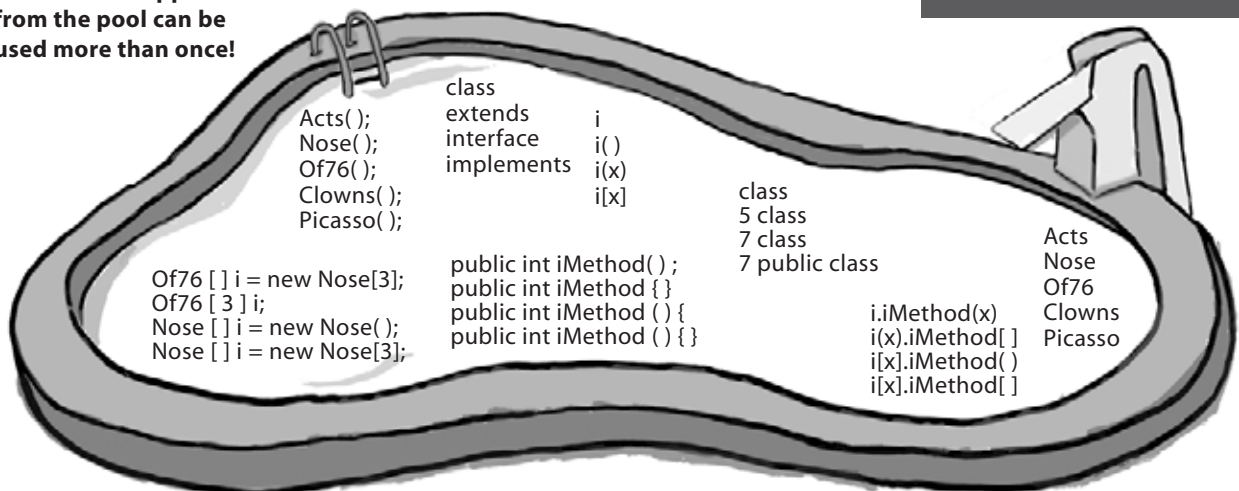 from the pool can be
used more than once!
Acts( );
Nose( );
Of76( );
Clowns( );
Picasso( );
class
extends
interface
implements
i
i( )
i(x)
i[x]
class
5 class
7 class
7 public class
Of76 [ ] i = new Nose[3];
Of76 [ 3 ] i;
Nose [ ] i = new Nose( );
Nose [ ] i = new Nose[3];
public int iMethod( ) ;
public int iMethod { }
public int iMethod ( ) {
public int iMethod ( ) { }
i.iMethod(x)
i(x).iMethod[ ]
i[x].iMethod( )
i[x].iMethod[ ]
Acts
Nose
Of76
Clowns
Picasso